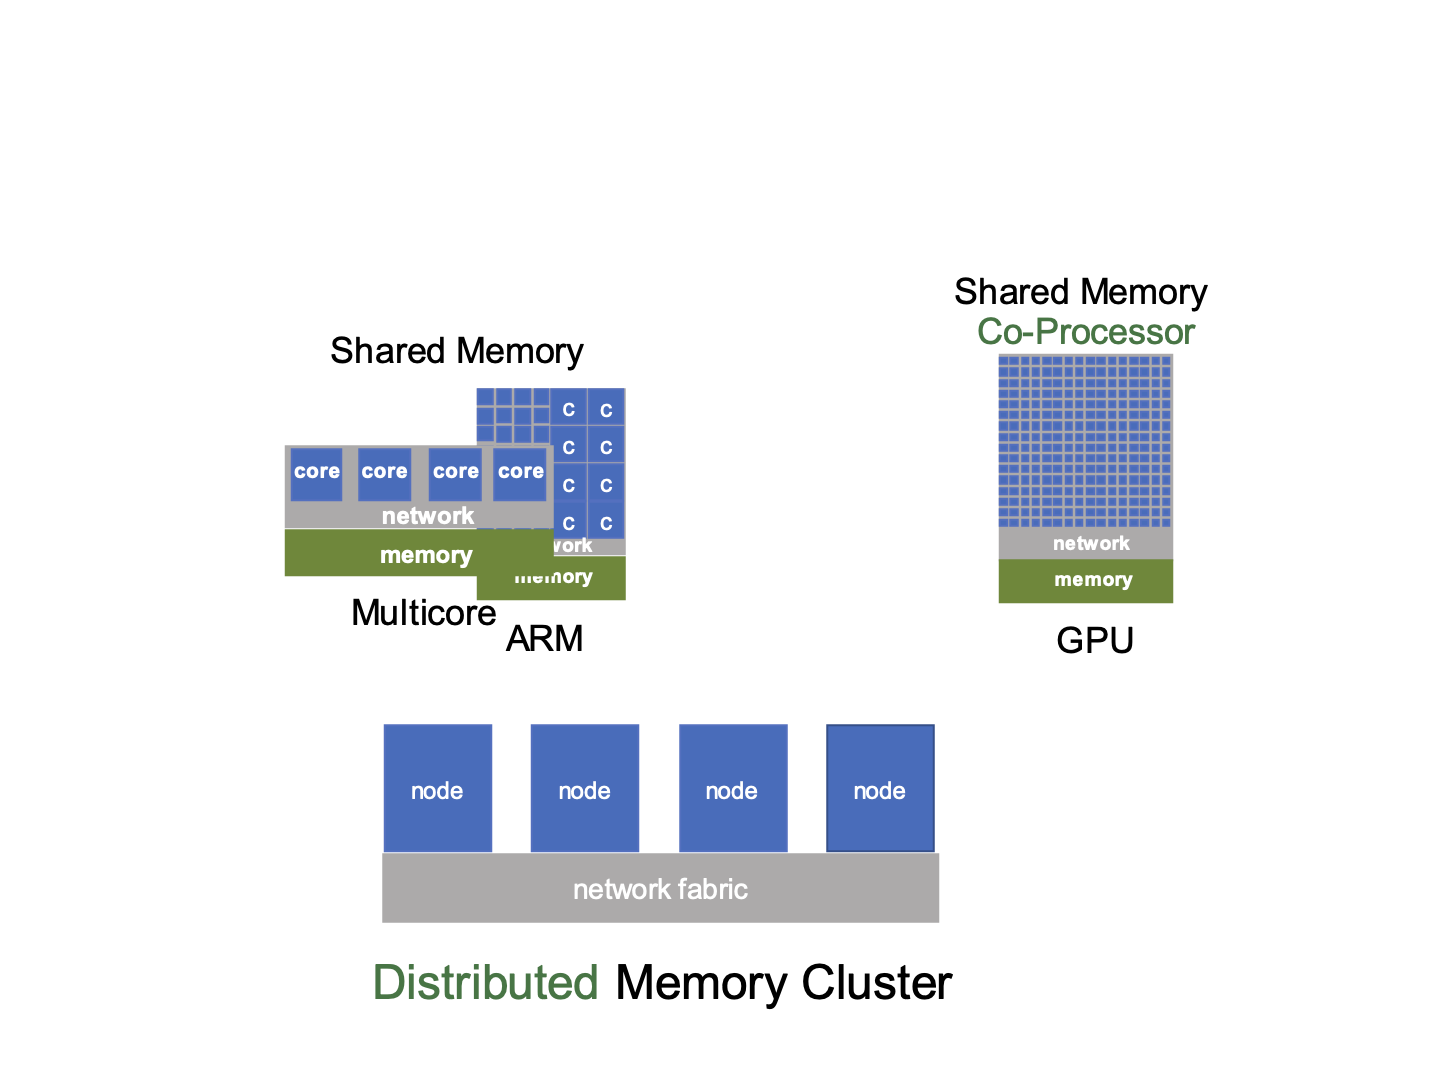 Shared Memory
Co-Processor
Shared Memory
C C
C C
C C
C C
core core core core
network
memory
work
memory
Multicore
ARM
network
memory
GPU
node node node node
network fabric
Distributed Memory Cluster